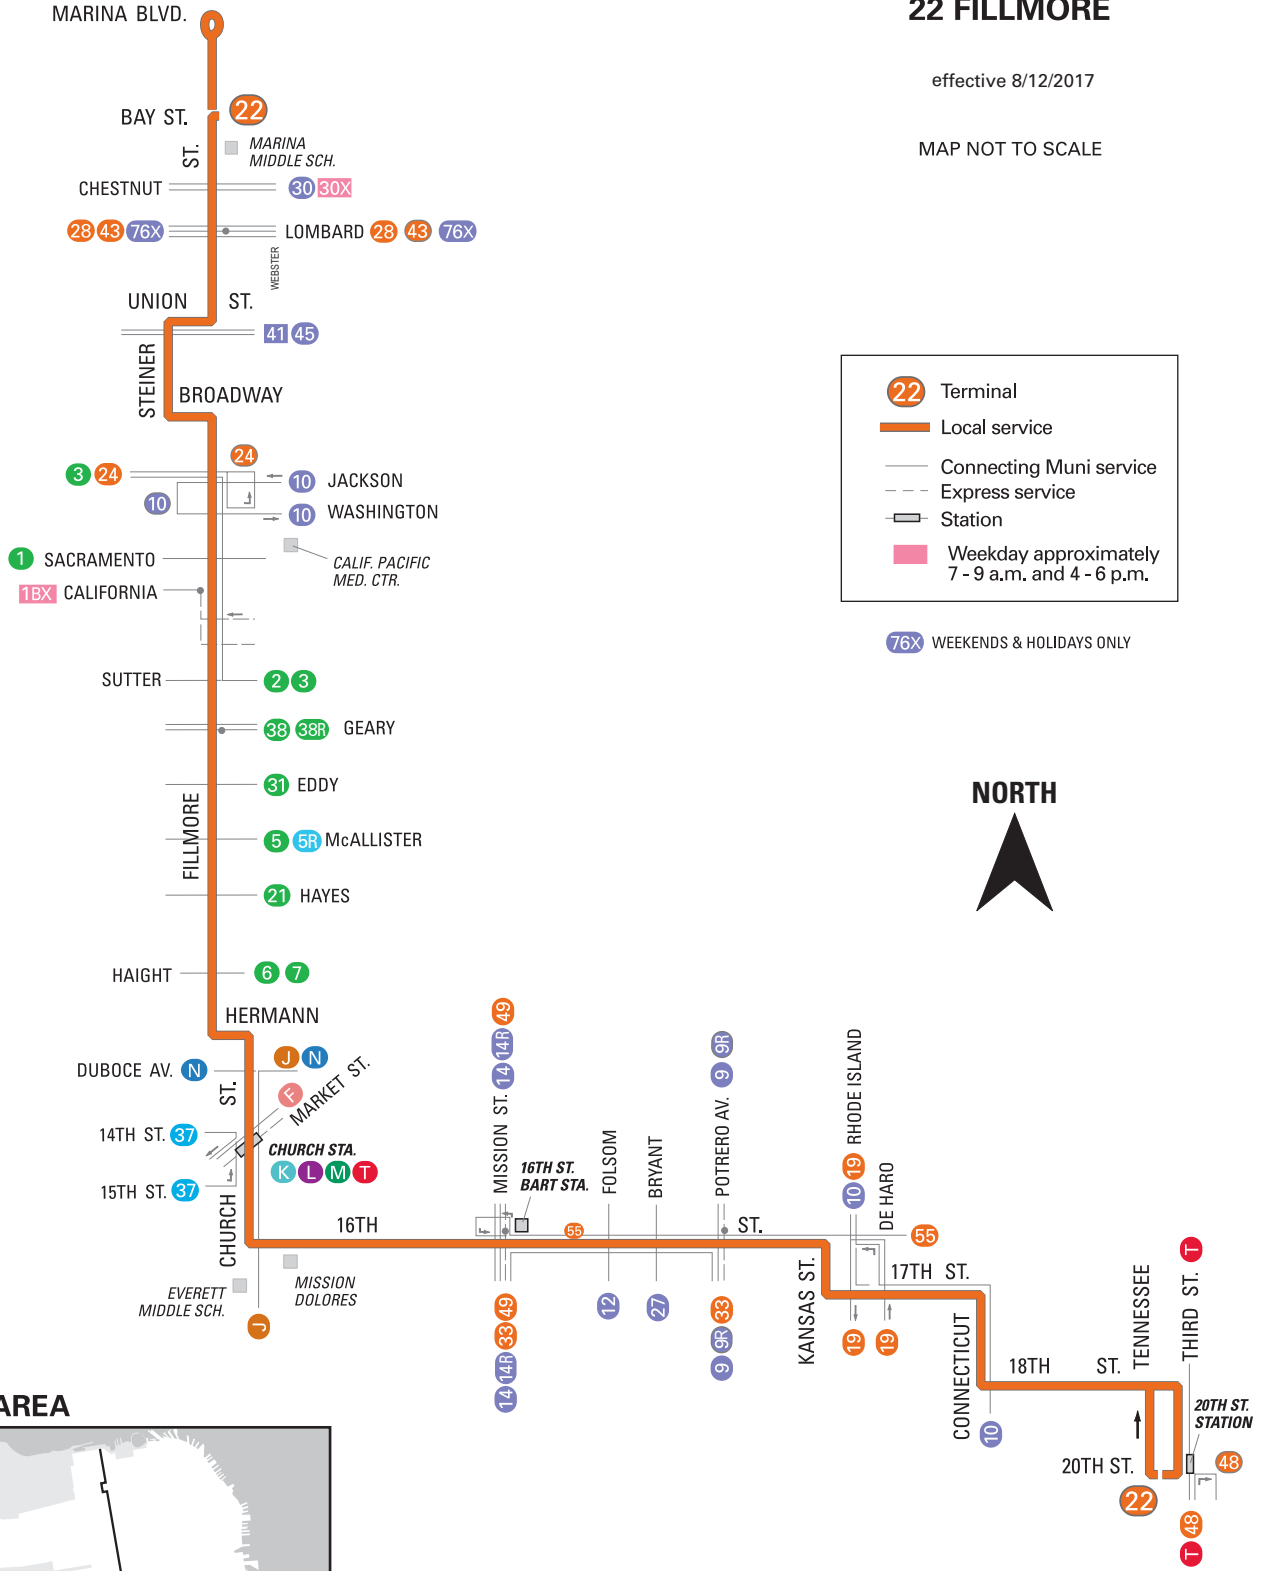 MARINA BLVD.
22 FILLMORE
effective 8/12/2017
MAP NOT TO SCALE
BAY ST.
22
ST.
MARINA
MIDDLE SCH.
CHESTNUT
30 30X
28 43 76X
LOMBARD 28 43 76X
WEBSTER
UNION ST.
41 45
STEINER
BROADWAY
22 Terminal
Local service
Connecting Muni service
Express service
Station
Weekday approximately
7 - 9 a.m. and 4 - 6 p.m.
76X WEEKENDS & HOLIDAYS ONLY
24
3 24
10 JACKSON
10
10 WASHINGTON
CALIF. PACIFIC
MED. CTR.
1 SACRAMENTO
1BX CALIFORNIA
SUTTER
2 3
38 38R GEARY
31 EDDY
FILLMORE
5 5R McALLISTER
21 HAYES
NORTH
HAIGHT
6 7
HERMANN
DUBOCE AV. N
J N
ST.
F
MARKET ST.
14TH ST. 37
CHURCH STA.
K L M T
15TH ST. 37
CHURCH
16TH
EVERETT
MIDDLE SCH.
MISSION
DOLORES
J
MISSION ST. 14 14R 49
16TH ST.
BART STA.
55
FOLSOM
BRYANT
POTRERO AV. 9 9R
ST.
14 14R 33 49
12
27
9 9R 33
RHODE ISLAND
10 19
DE HARO
55
KANSAS ST.
17TH ST.
19
19
CONNECTICUT
10
18TH ST.
TENNESSEE
THIRD ST. T
20TH ST.
STATION
20TH ST.
48
22
T 48
AREA